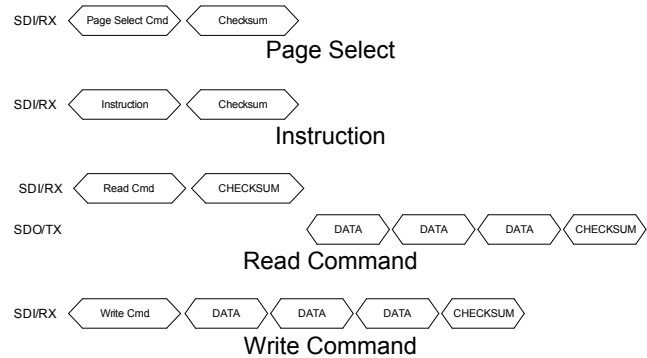 SDI/RX Page Select Cmd Checksum
Page Select
SDI/RX Instruction Checksum
Instruction
SDI/RX Read Cmd CHECKSUM
SDO/TX DATA DATA DATA CHECKSUM
Read Command
SDI/RX Write Cmd DATA DATA DATA CHECKSUM
Write Command